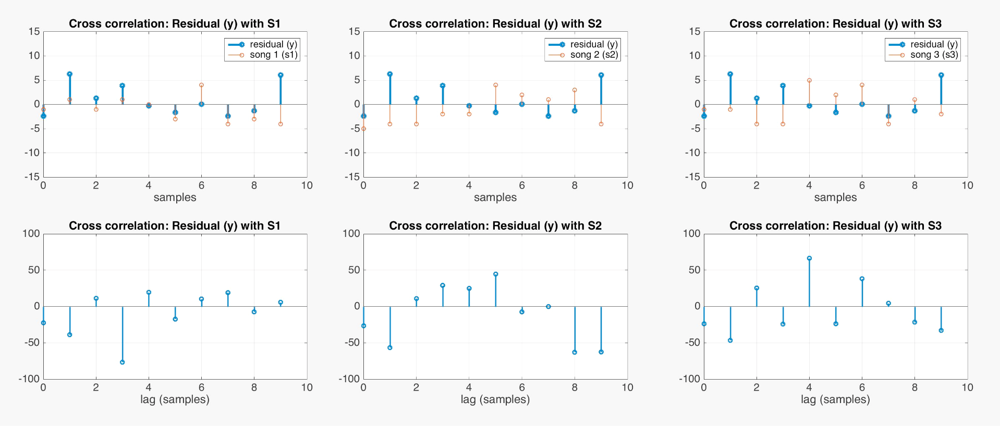 Cross correlation: Residual (y) with S1
15
10
5
0
-5
-10
-15
0 2 4 6 8 10
samples
residual (y)
song 1 (s1)
Cross correlation: Residual (y) with S2
15
10
5
0
-5
-10
-15
0 2 4 6 8 10
samples
residual (y)
song 2 (s2)
Cross correlation: Residual (y) with S3
15
10
5
0
-5
-10
-15
0 2 4 6 8 10
samples
residual (y)
song 3 (s3)
Cross correlation: Residual (y) with S1
100
50
0
-50
-100
0 2 4 6 8 10
lag (samples)
Cross correlation: Residual (y) with S2
100
50
0
-50
-100
0 2 4 6 8 10
lag (samples)
Cross correlation: Residual (y) with S3
100
50
0
-50
-100
0 2 4 6 8 10
lag (samples)